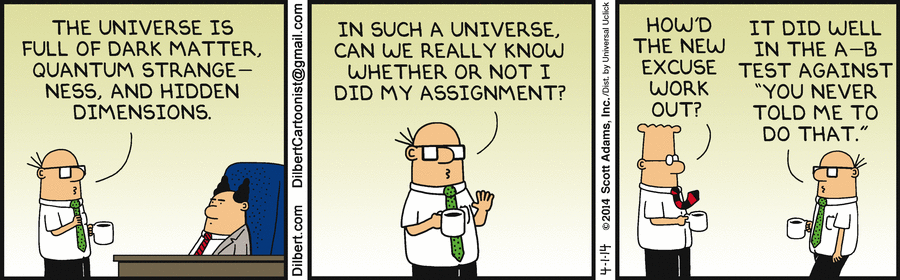 THE UNIVERSE IS
FULL OF DARK MATTER,
QUANTUM STRANGE-
NESS, AND HIDDEN
DIMENSIONS.
Dilbert.com DilbertCartoonist@gmail.com
IN SUCH A UNIVERSE,
CAN WE REALLY KNOW
WHETHER OR NOT I
DID MY ASSIGNMENT?
4-1-14 © 2014 Scott Adams, Inc. /Dist. by Universal Uclick
HOW'D
THE NEW
EXCUSE
WORK
OUT?
IT DID WELL
IN THE A-B
TEST AGAINST
"YOU NEVER
TOLD ME TO
DO THAT."